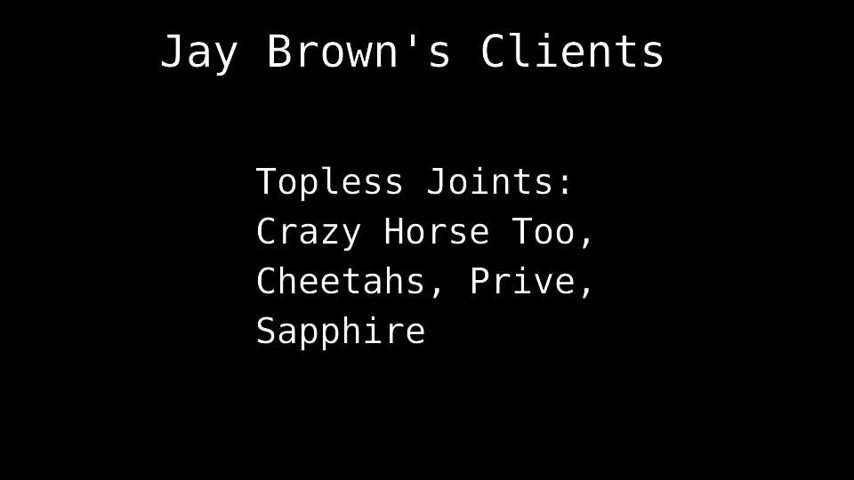 Jay Brown's Clients
Topless Joints:
Crazy Horse Too,
Cheetahs, Prive,
Sapphire